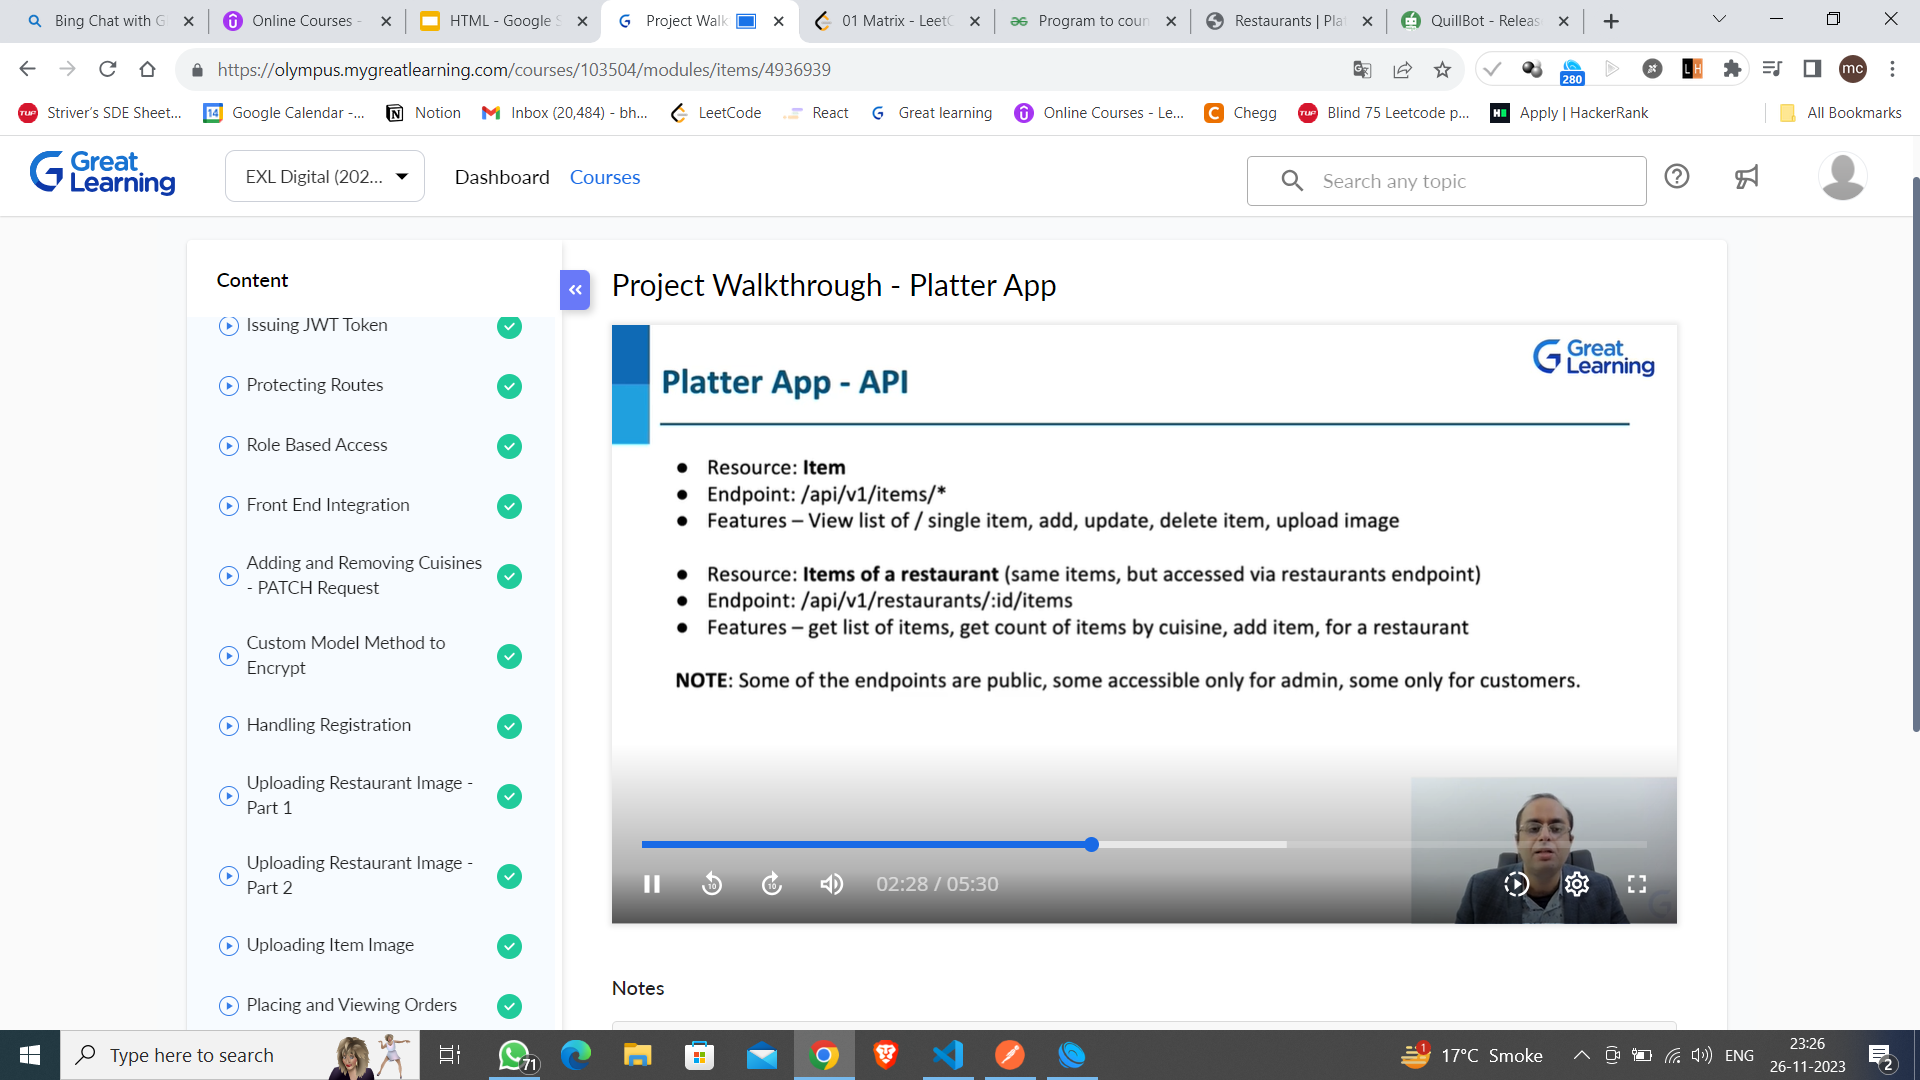 Bing Chat with G
Online Courses -
HTML - Google S
Project Walk
01 Matrix - LeetC
Program to coun
Restaurants | Plat
QuillBot - Releas
https://olympus.mygreatlearning.com/courses/103504/modules/items/4936939
280
LH
mc
Striver's SDE Sheet...
Google Calendar -...
Notion
Inbox (20,484) - bh...
LeetCode
React
Great learning
Online Courses - Le...
Chegg
Blind 75 Leetcode p...
Apply | HackerRank
All Bookmarks
Great
Learning
EXL Digital (202...
Dashboard
Courses
Search any topic
Content
Issuing JWT Token
Protecting Routes
Role Based Access
Front End Integration
Adding and Removing Cuisines
- PATCH Request
Custom Model Method to
Encrypt
Handling Registration
Uploading Restaurant Image -
Part 1
Uploading Restaurant Image -
Part 2
Uploading Item Image
Placing and Viewing Orders
Project Walkthrough - Platter App
Great
Learning
Platter App - API
● Resource: Item
● Endpoint: /api/v1/items/*
● Features – View list of / single item, add, update, delete item, upload image
● Resource: Items of a restaurant (same items, but accessed via restaurants endpoint)
● Endpoint: /api/v1/restaurants/:id/items
● Features – get list of items, get count of items by cuisine, add item, for a restaurant
NOTE: Some of the endpoints are public, some accessible only for admin, some only for customers.
10
10
02:28 / 05:30
Notes
Type here to search
71
1
17°C Smoke
ENG
23:26
26-11-2023
2